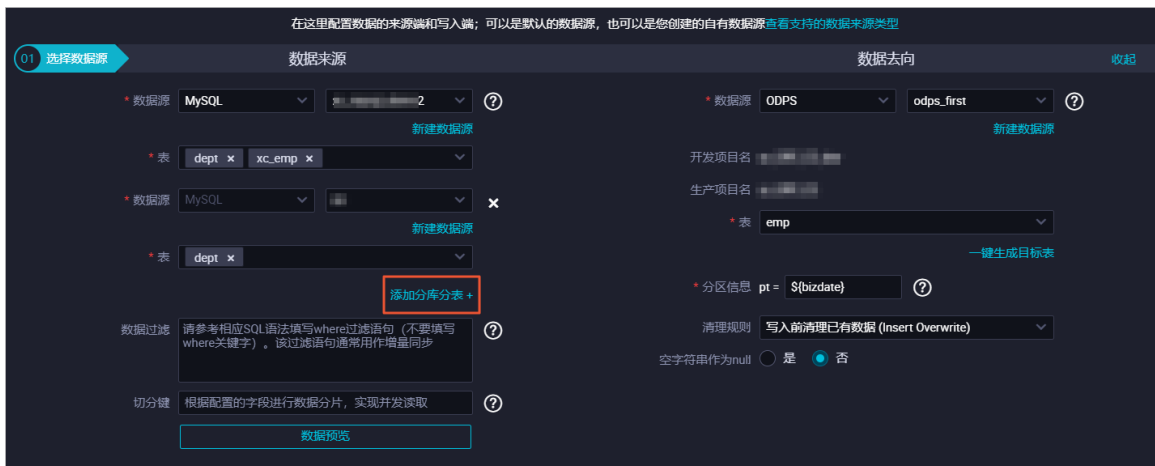 在这里配置数据的来源端和写入端；可以是默认的数据源，也可以是您创建的自有数据源查看支持的数据来源类型
01 选择数据源 数据来源 数据去向 收起
* 数据源 MySQL 2 ?
* 数据源 ODPS odps_first ?
新建数据源
新建数据源
* 表 dept × xc_emp ×
开发项目名
生产项目名
* 数据源 MySQL ×
新建数据源
* 表 emp
* 表 dept ×
一键生成目标表
添加分库分表 +
* 分区信息 pt = ${bizdate} ?
数据过滤 请参考相应SQL语法填写where过滤语句（不要填写
where关键字）。该过滤语句通常用作增量同步 ?
清理规则 写入前清理已有数据 (Insert Overwrite)
空字符串作为null 是 否
切分键 根据配置的字段进行数据分片，实现并发读取 ?
数据预览